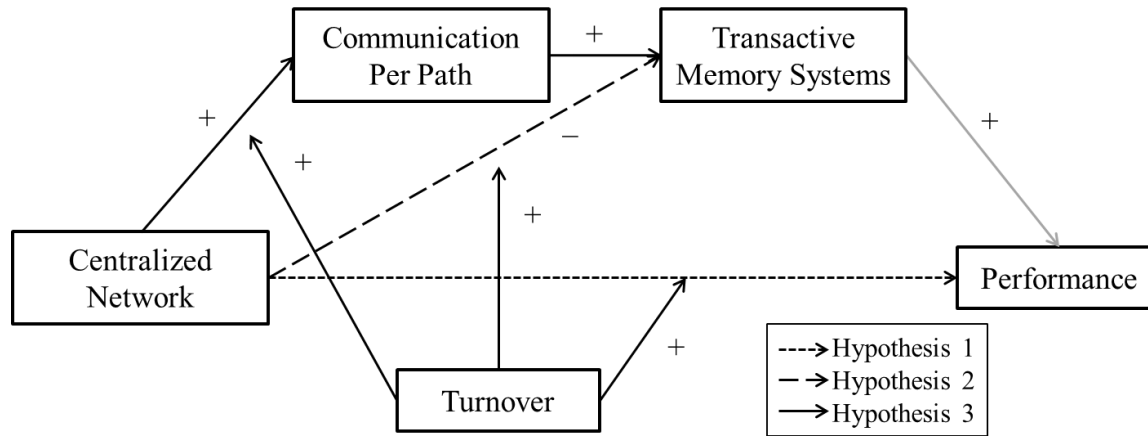 Communication
Per Path
+
Transactive
Memory Systems
+
+
−
+
+
Centralized
Network
Performance
+
Turnover
Hypothesis 1
Hypothesis 2
Hypothesis 3